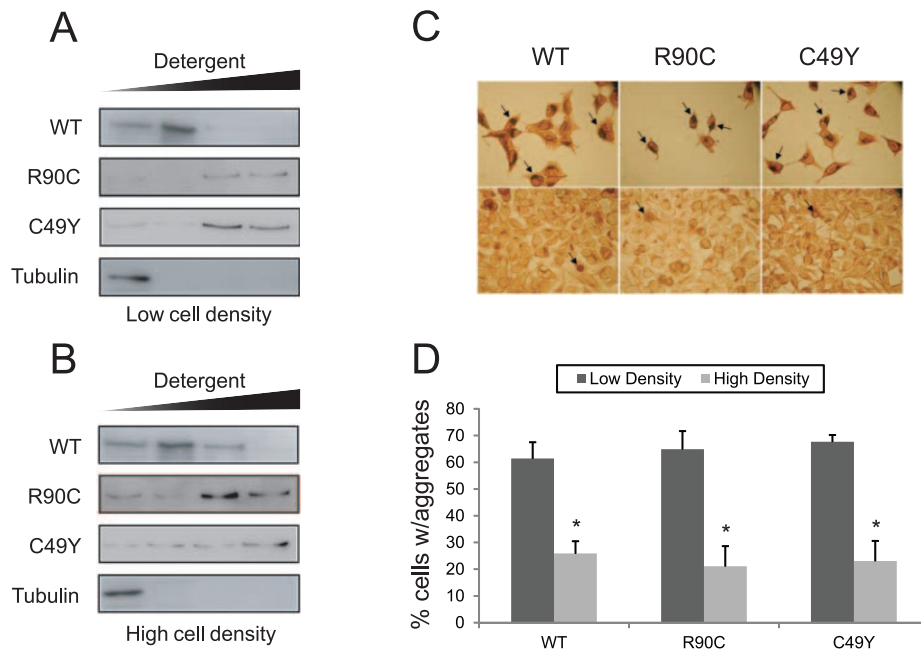 A
Detergent
WT
R90C
C49Y
Tubulin
Low cell density
B
Detergent
WT
R90C
C49Y
Tubulin
High cell density
C
WT R90C C49Y
D
Low Density High Density
% cells w/aggregates
80
70
60
50
40
30
20
10
0
* * *
WT R90C C49Y